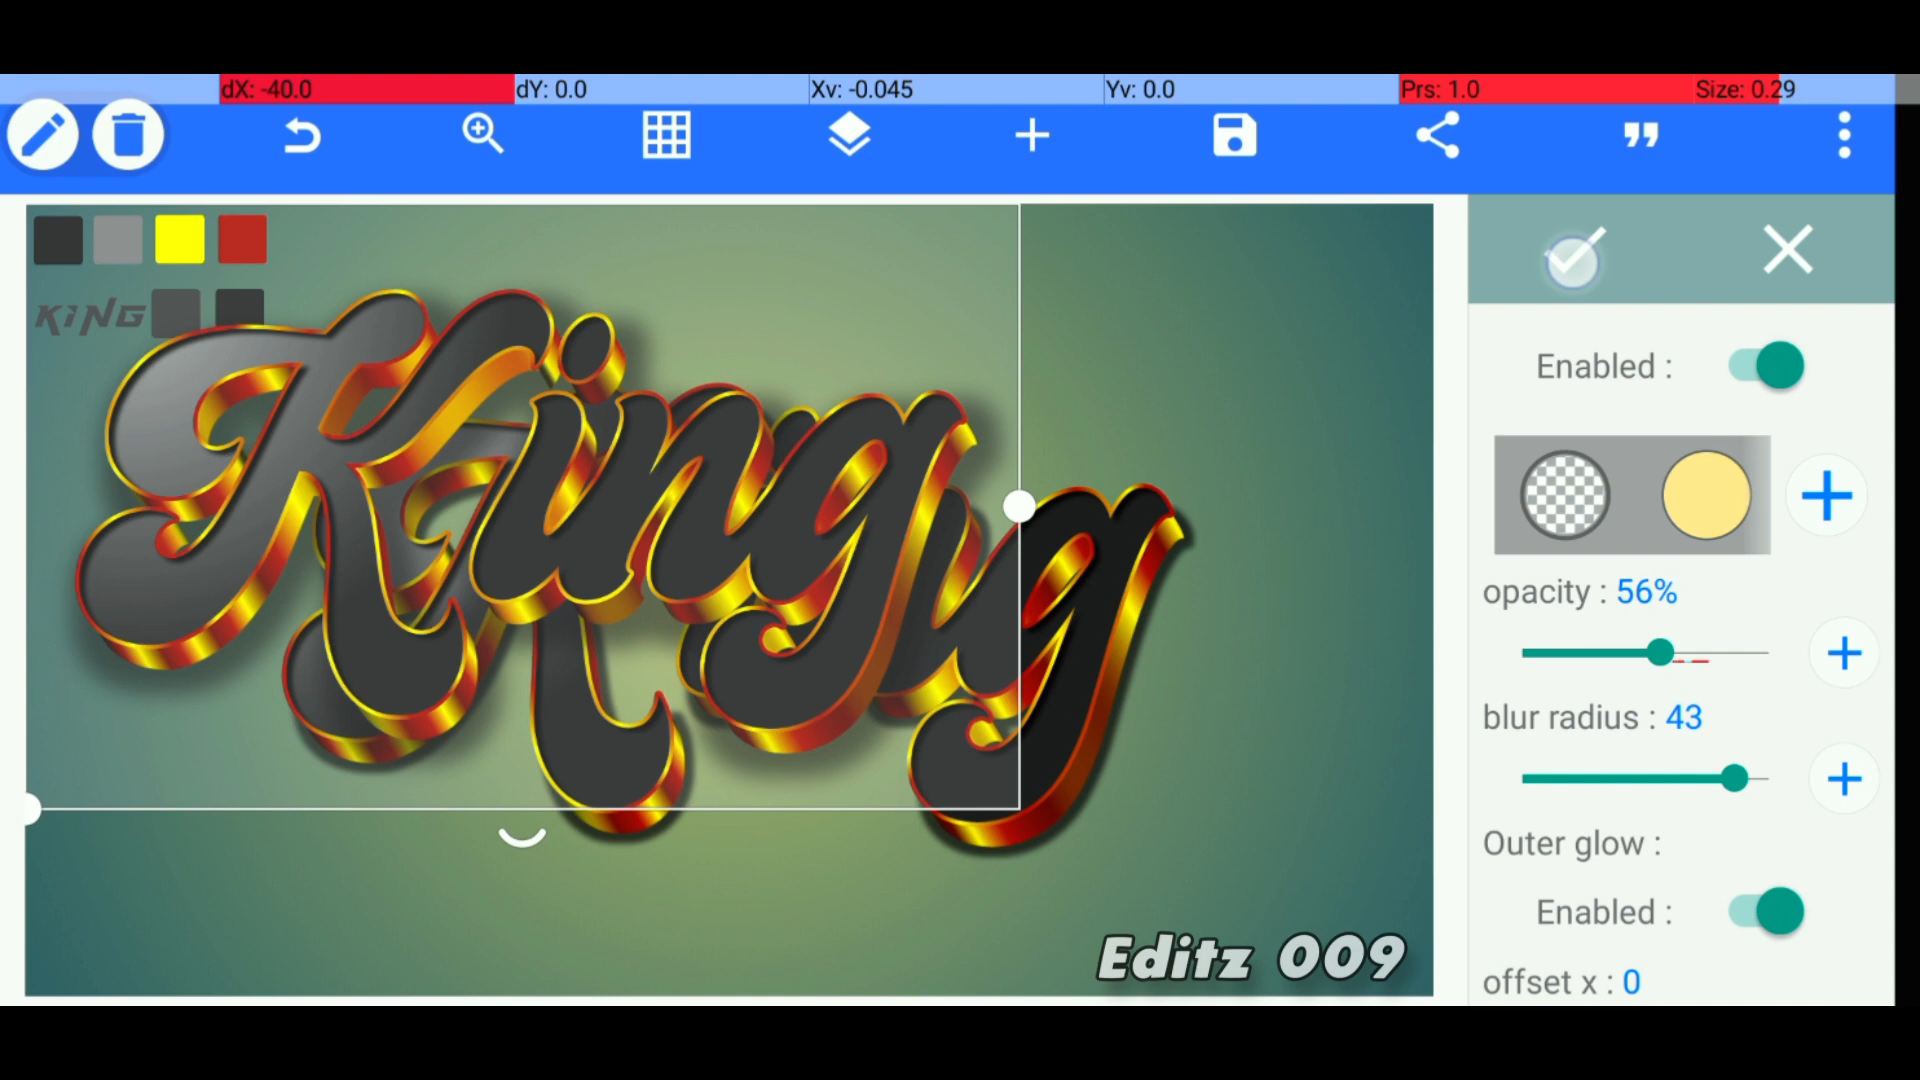 dX: -40.0 dY: 0.0 Xv: -0.045 Yv: 0.0 Prs: 1.0 Size: 0.29
KING
King
King
Editz 009
Enabled :
opacity : 56%
blur radius : 43
Outer glow :
Enabled :
offset x : 0